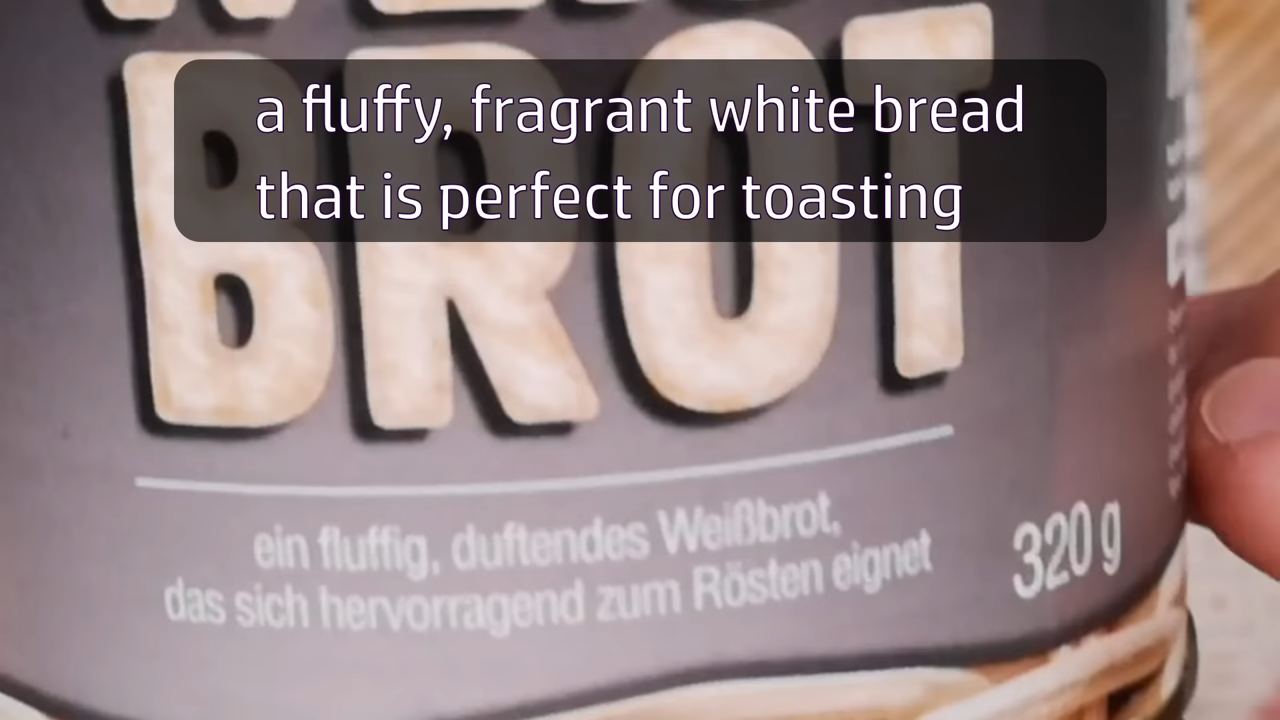 BROT
a fluffy, fragrant white bread
that is perfect for toasting
ein fluffig, duftendes Weißbrot,
das sich hervorragend zum Rösten eignet
320 g